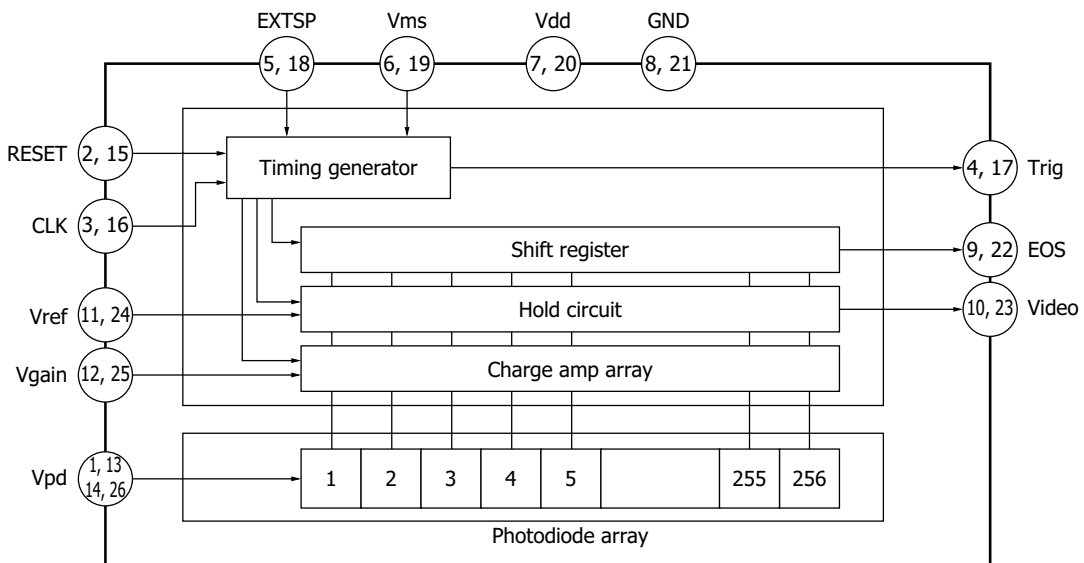 EXTSP Vms Vdd GND
5, 18 6, 19 7, 20 8, 21
RESET 2, 15 Timing generator 4, 17 Trig
CLK 3, 16
Shift register 9, 22 EOS
Vref 11, 24 Hold circuit 10, 23 Video
Vgain 12, 25 Charge amp array
Vpd 1, 13
14, 26
1 2 3 4 5 255 256
Photodiode array